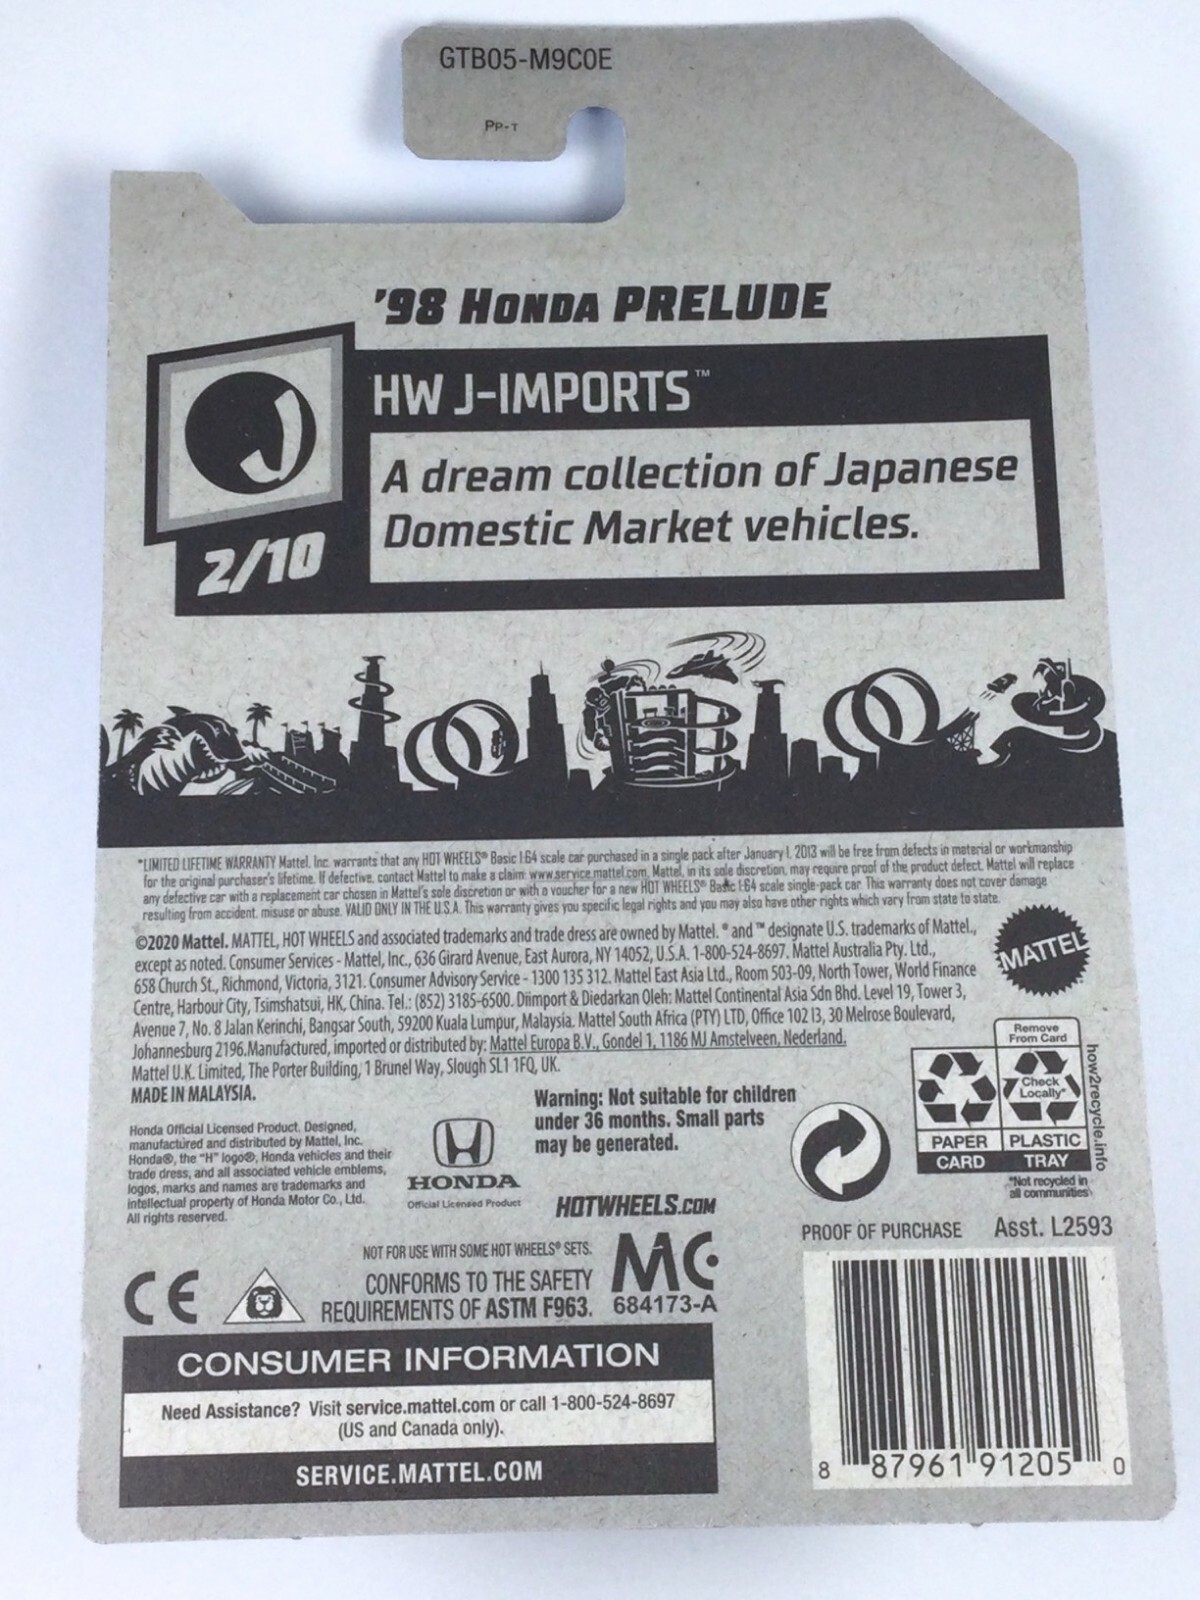 GTB05-M9C0E
PP-T
'98 HONDA PRELUDE
HW J-IMPORTS™
A dream collection of Japanese
Domestic Market vehicles.
J
2/10
*LIMITED LIFETIME WARRANTY Mattel, Inc. warrants that any HOT WHEELS® Basic 1:64 scale car purchased in a single pack after January 1, 2013 will be free from defects in material or workmanship
for the original purchaser's lifetime. If defective, contact Mattel to make a claim: www.service.mattel.com, Mattel, in its sole discretion, may require proof of the product defect. Mattel will replace
any defective car with a replacement car chosen in Mattel's sole discretion or with a voucher for a new HOT WHEELS® Basic 1:64 scale single-pack car. This warranty does not cover damage
resulting from accident, misuse or abuse. VALID ONLY IN THE U.S.A. This warranty gives you specific legal rights and you may also have other rights which vary from state to state.
©2020 Mattel. MATTEL, HOT WHEELS and associated trademarks and trade dress are owned by Mattel. ® and ™ designate U.S. trademarks of Mattel.,
except as noted. Consumer Services - Mattel, Inc., 636 Girard Avenue, East Aurora, NY 14052, U.S.A. 1-800-524-8697. Mattel Australia Pty. Ltd.,
658 Church St., Richmond, Victoria, 3121. Consumer Advisory Service - 1300 135 312. Mattel East Asia Ltd., Room 503-09, North Tower, World Finance
Centre, Harbour City, Tsimshatsui, HK, China. Tel.: (852) 3185-6500. Diimport & Diedarkan Oleh: Mattel Continental Asia Sdn Bhd. Level 19, Tower 3,
Avenue 7, No. 8 Jalan Kerinchi, Bangsar South, 59200 Kuala Lumpur, Malaysia. Mattel South Africa (PTY) LTD, Office 102 I3, 30 Melrose Boulevard,
Johannesburg 2196.Manufactured, imported or distributed by: Mattel Europa B.V., Gondel 1, 1186 MJ Amstelveen, Nederland.
Mattel U.K. Limited, The Porter Building, 1 Brunel Way, Slough SL1 1FQ, UK.
MADE IN MALAYSIA.
MATTEL
Remove
From Card
Check
Locally*
PAPER
PLASTIC
CARD
TRAY
how2recycle.info
*Not recycled in
all communities
Honda Official Licensed Product. Designed,
manufactured and distributed by Mattel, Inc.
Honda®, the "H" logo®, Honda vehicles and their
trade dress, and all associated vehicle emblems,
logos, marks and names are trademarks and
intellectual property of Honda Motor Co., Ltd.
All rights reserved.
HONDA
Official Licensed Product
Warning: Not suitable for children
under 36 months. Small parts
may be generated.
HOTWHEELS.COM
PROOF OF PURCHASE
Asst. L2593
NOT FOR USE WITH SOME HOT WHEELS® SETS.
CE
CONFORMS TO THE SAFETY
REQUIREMENTS OF ASTM F963.
MC
684173-A
CONSUMER INFORMATION
Need Assistance? Visit service.mattel.com or call 1-800-524-8697
(US and Canada only).
SERVICE.MATTEL.COM
8 87961 91205 0